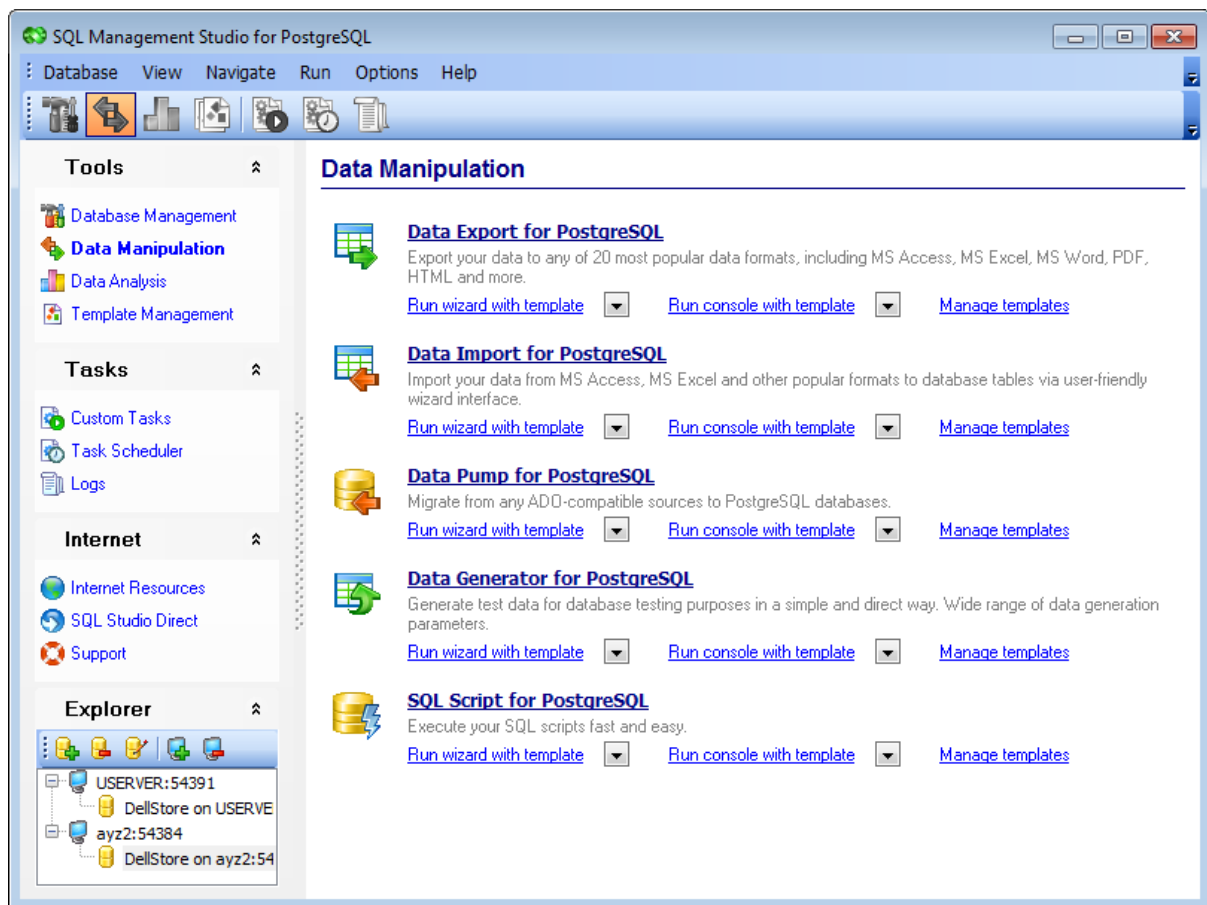 SQL Management Studio for PostgreSQL
Database View Navigate Run Options Help
Tools
Database Management
Data Manipulation
Data Analysis
Template Management
Tasks
Custom Tasks
Task Scheduler
Logs
Internet
Internet Resources
SQL Studio Direct
Support
Explorer
USERVER:54391
DellStore on USERVE
ayz2:54384
DellStore on ayz2:54
Data Manipulation
Data Export for PostgreSQL
Export your data to any of 20 most popular data formats, including MS Access, MS Excel, MS Word, PDF,
HTML and more.
Run wizard with template Run console with template Manage templates
Data Import for PostgreSQL
Import your data from MS Access, MS Excel and other popular formats to database tables via user-friendly
wizard interface.
Run wizard with template Run console with template Manage templates
Data Pump for PostgreSQL
Migrate from any ADO-compatible sources to PostgreSQL databases.
Run wizard with template Run console with template Manage templates
Data Generator for PostgreSQL
Generate test data for database testing purposes in a simple and direct way. Wide range of data generation
parameters.
Run wizard with template Run console with template Manage templates
SQL Script for PostgreSQL
Execute your SQL scripts fast and easy.
Run wizard with template Run console with template Manage templates